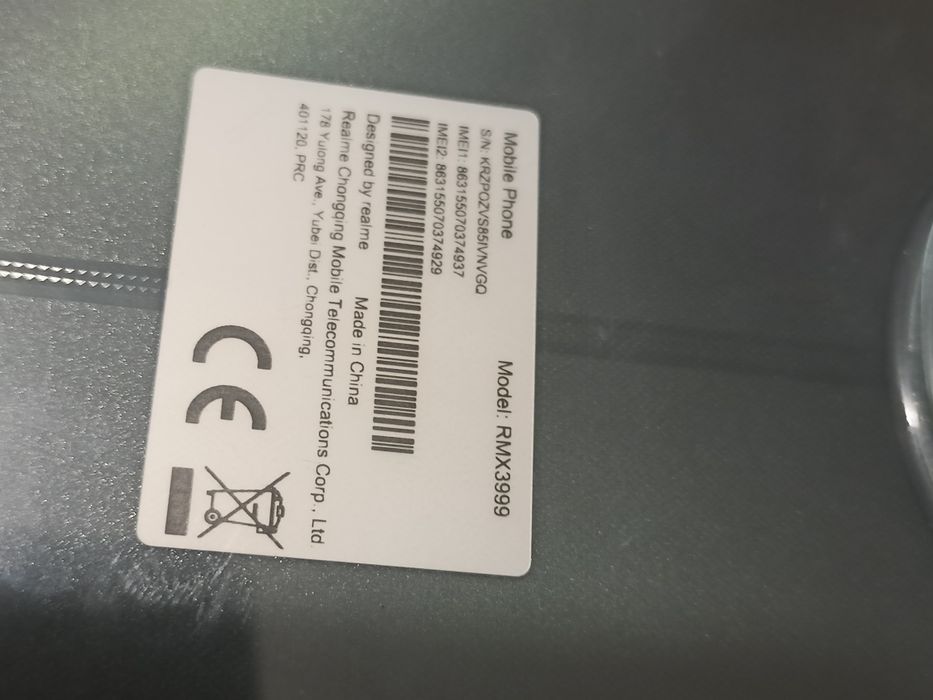 Mobile Phone Model: RMX3999
S/N: KRZPOZVS85IVNVGQ
IMEI1: 863155070374937
IMEI2: 863155070374929
Designed by realme Made in China
Realme Chongqing Mobile Telecommunications Corp., Ltd.
178 Yulong Ave., Yubei Dist., Chongqing,
401120, PRC
CE